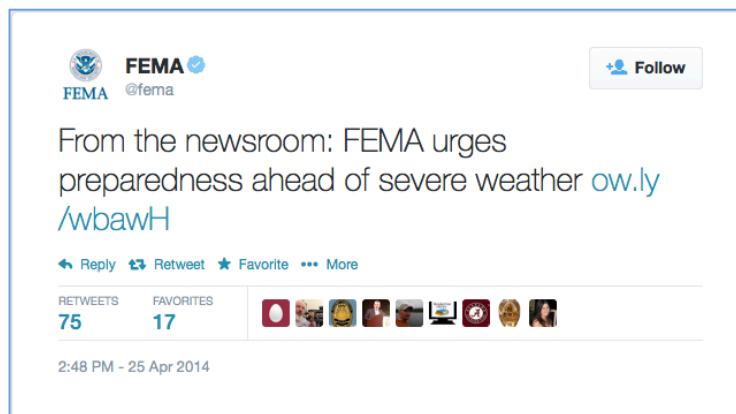 FEMA
@fema
FEMA
Follow
From the newsroom: FEMA urges
preparedness ahead of severe weather ow.ly
/wbawH
Reply Retweet Favorite More
RETWEETS FAVORITES
75 17
2:48 PM - 25 Apr 2014